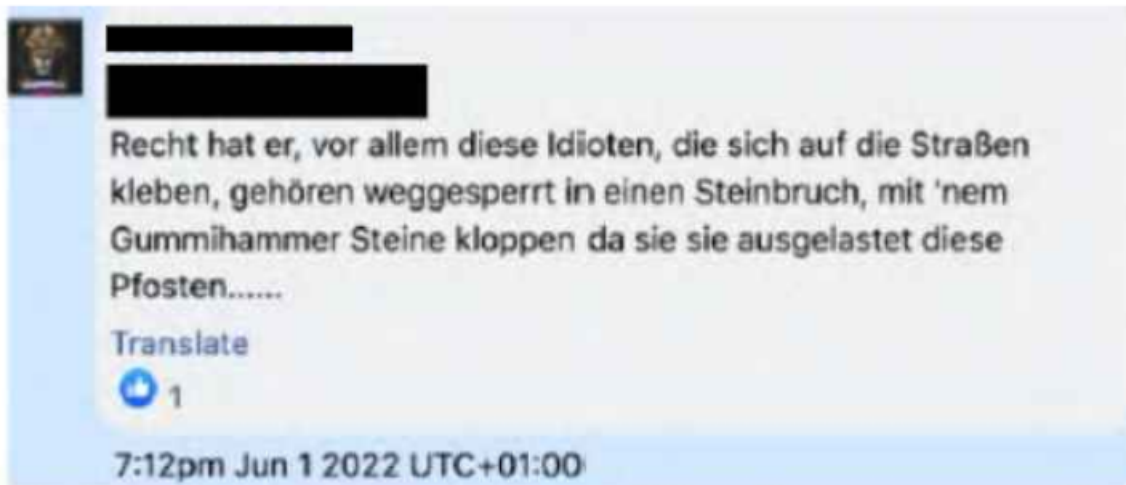 Recht hat er, vor allem diese Idioten, die sich auf die Straßen
kleben, gehören weggesperrt in einen Steinbruch, mit 'nem
Gummihammer Steine kloppen da sie sie ausgelastet diese
Pfosten......
Translate
1
7:12pm Jun 1 2022 UTC+01:00